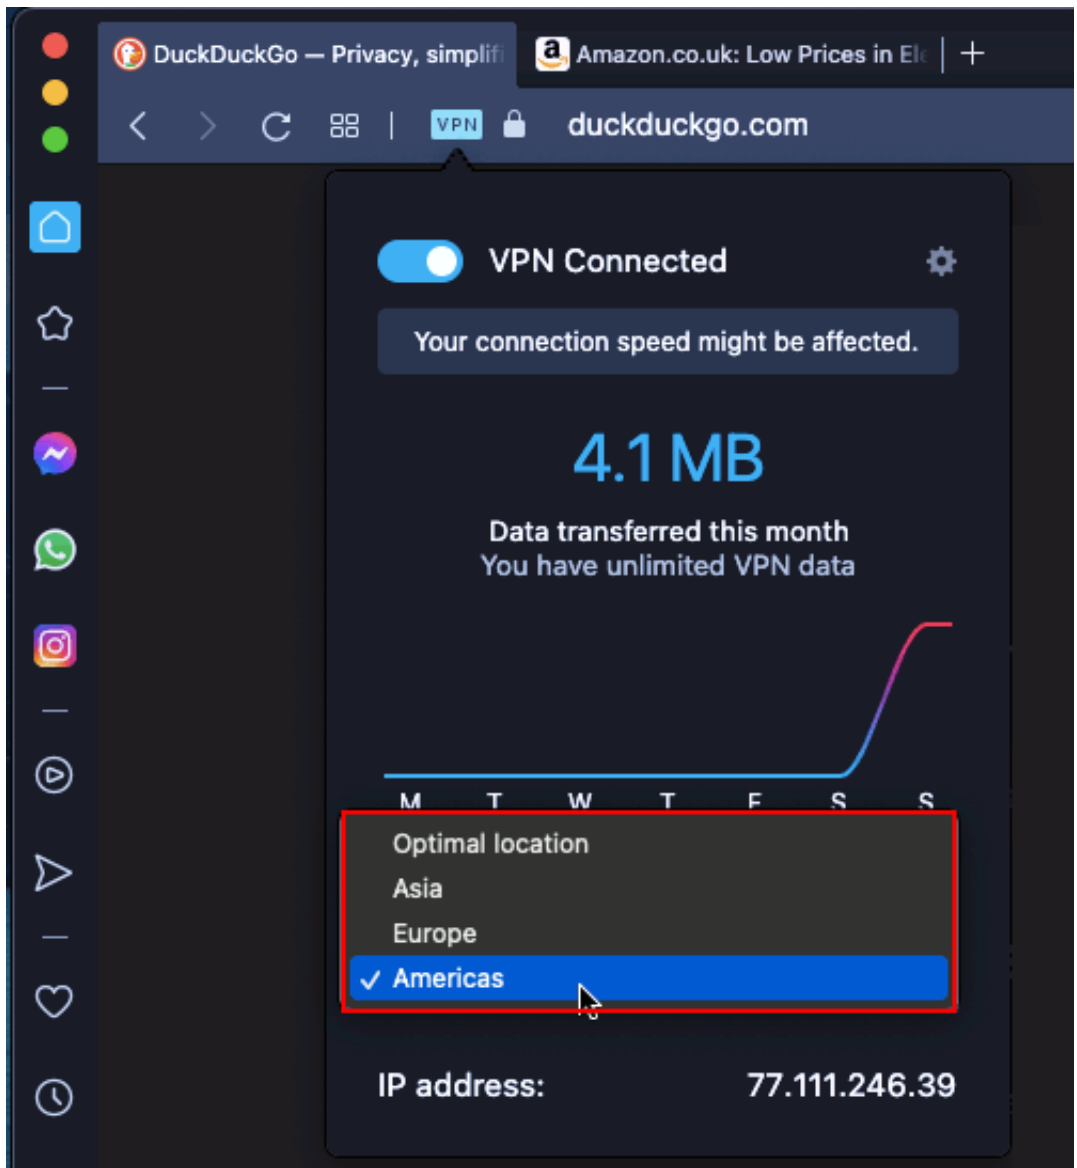 DuckDuckGo — Privacy, simplifi
Amazon.co.uk: Low Prices in Ele
VPN
duckduckgo.com
VPN Connected
Your connection speed might be affected.
4.1 MB
Data transferred this month
You have unlimited VPN data
M T W T F S S
Optimal location
Asia
Europe
✓ Americas
IP address: 77.111.246.39